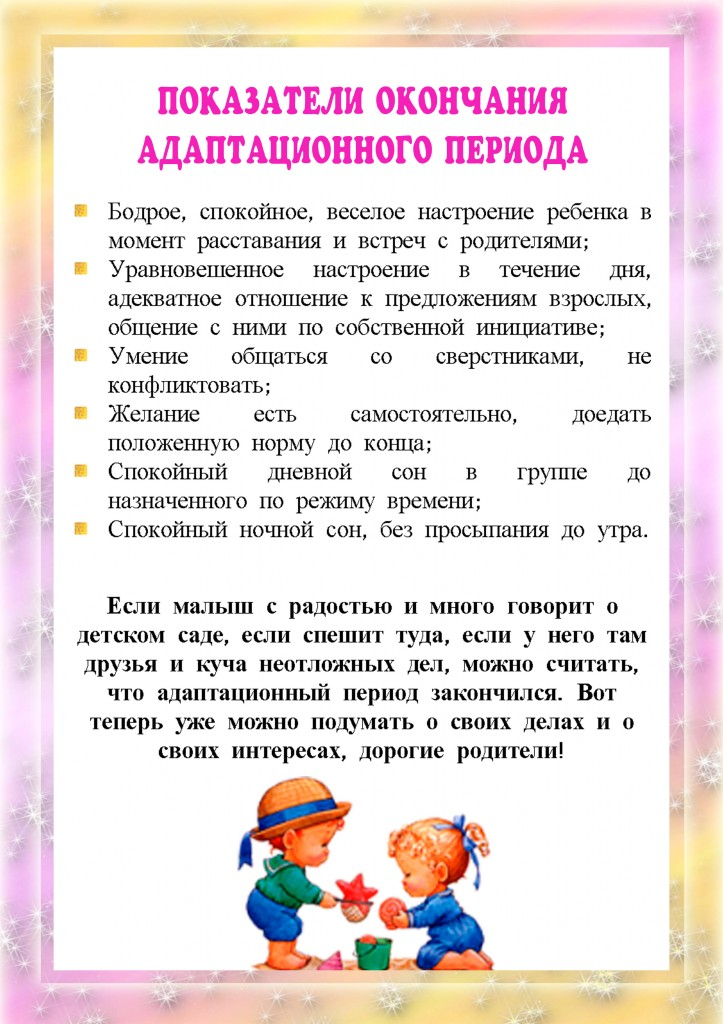 ПОКАЗАТЕЛИ ОКОНЧАНИЯ
АДАПТАЦИОННОГО ПЕРИОДА
Бодрое, спокойное, веселое настроение ребенка в
момент расставания и встреч с родителями;
Уравновешенное настроение в течение дня,
адекватное отношение к предложениям взрослых,
общение с ними по собственной инициативе;
Умение общаться со сверстниками, не
конфликтовать;
Желание есть самостоятельно, доедать
положенную норму до конца;
Спокойный дневной сон в группе до
назначенного по режиму времени;
Спокойный ночной сон, без просыпания до утра.
Если малыш с радостью и много говорит о
детском саде, если спешит туда, если у него там
друзья и куча неотложных дел, можно считать,
что адаптационный период закончился. Вот
теперь уже можно подумать о своих делах и о
своих интересах, дорогие родители!